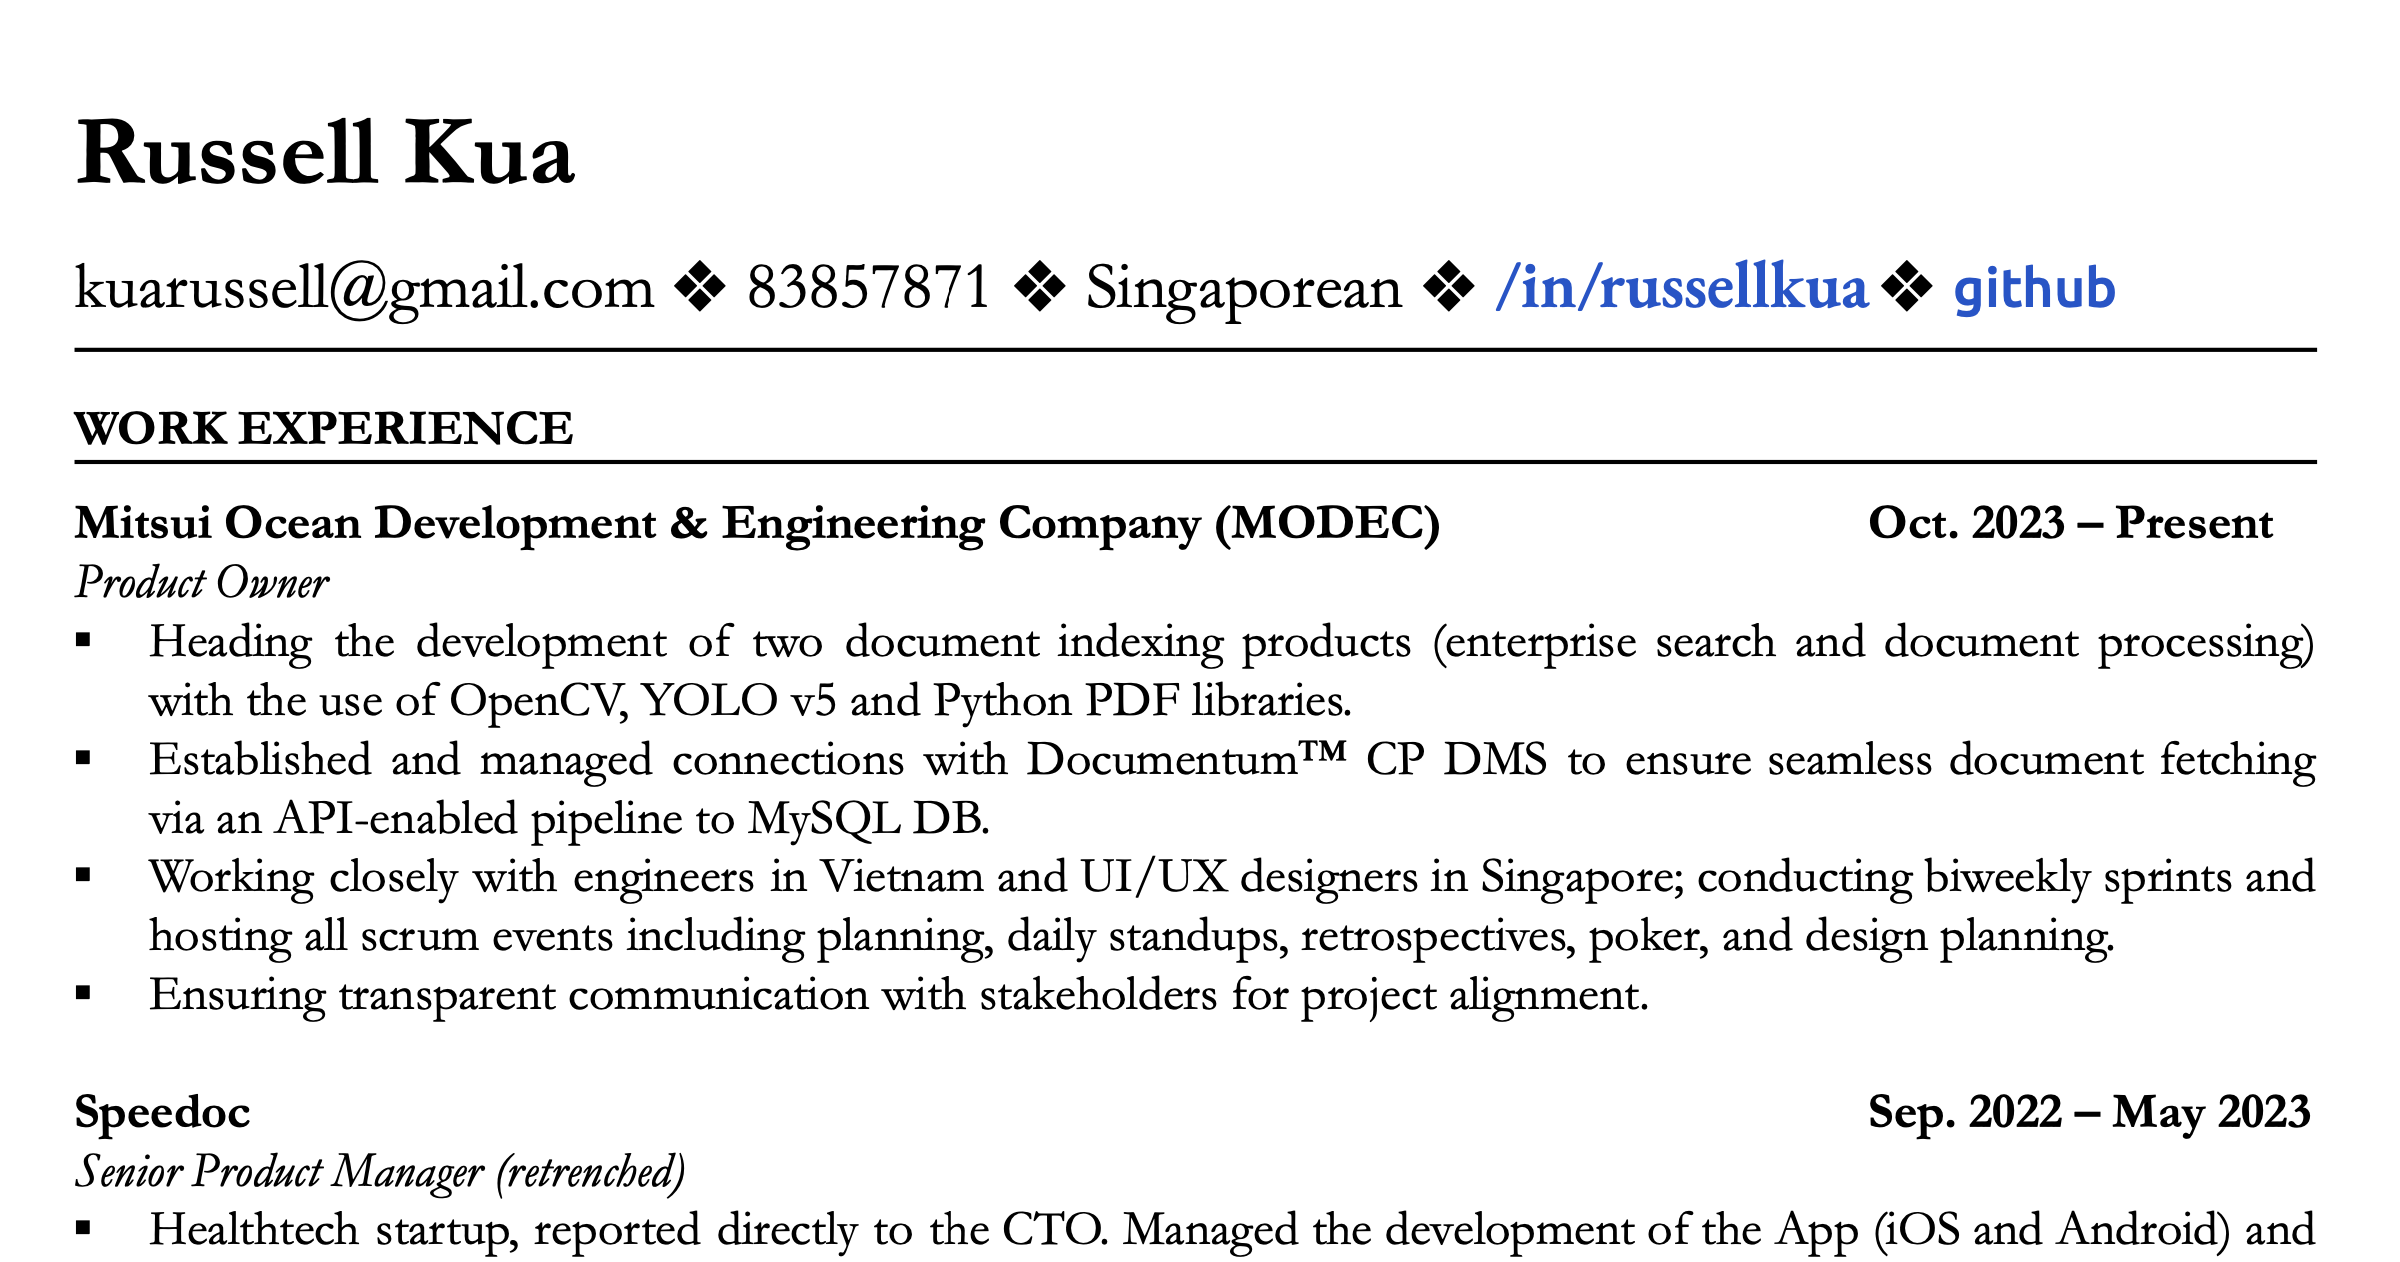 Russell Kua
kuarussell@gmail.com ❖ 83857871 ❖ Singaporean ❖ /in/russellkua ❖ github
WORK EXPERIENCE
Mitsui Ocean Development & Engineering Company (MODEC) Oct. 2023 – Present
Product Owner
▪ Heading the development of two document indexing products (enterprise search and document processing)
with the use of OpenCV, YOLO v5 and Python PDF libraries.
▪ Established and managed connections with Documentum™ CP DMS to ensure seamless document fetching
via an API-enabled pipeline to MySQL DB.
▪ Working closely with engineers in Vietnam and UI/UX designers in Singapore; conducting biweekly sprints and
hosting all scrum events including planning, daily standups, retrospectives, poker, and design planning.
▪ Ensuring transparent communication with stakeholders for project alignment.
Speedoc Sep. 2022 – May 2023
Senior Product Manager (retrenched)
▪ Healthtech startup, reported directly to the CTO. Managed the development of the App (iOS and Android) and